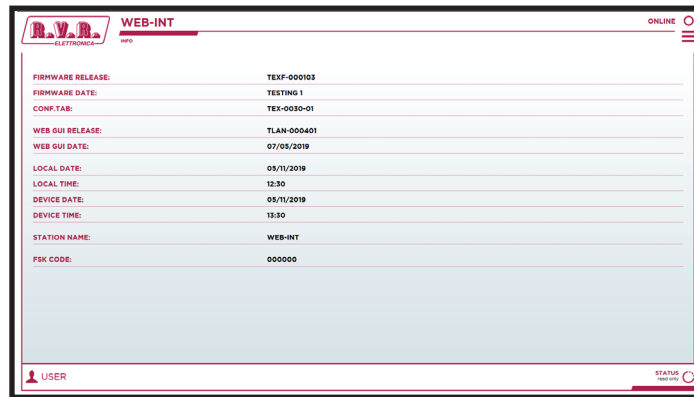 R.V.R.
ELETTRONICA
WEB-INT
INFO
ONLINE
FIRMWARE RELEASE: TEXF-000103
FIRMWARE DATE: TESTING 1
CONF.TAB: TEX-0030-01
WEB GUI RELEASE: TLAN-000401
WEB GUI DATE: 07/05/2019
LOCAL DATE: 05/11/2019
LOCAL TIME: 12:30
DEVICE DATE: 05/11/2019
DEVICE TIME: 13:30
STATION NAME: WEB-INT
FSK CODE: 000000
USER
STATUS
read only